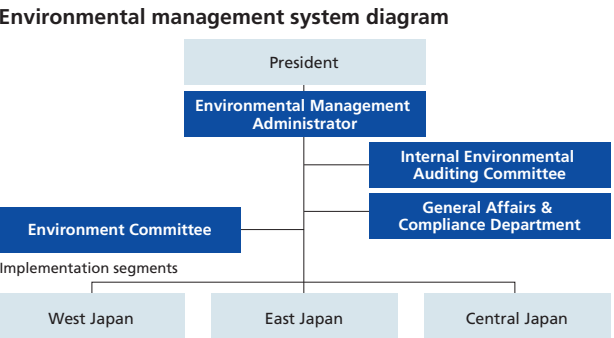 Environmental management system diagram
President
Environmental Management
Administrator
Internal Environmental
Auditing Committee
General Affairs &
Compliance Department
Environment Committee
Implementation segments
West Japan
East Japan
Central Japan